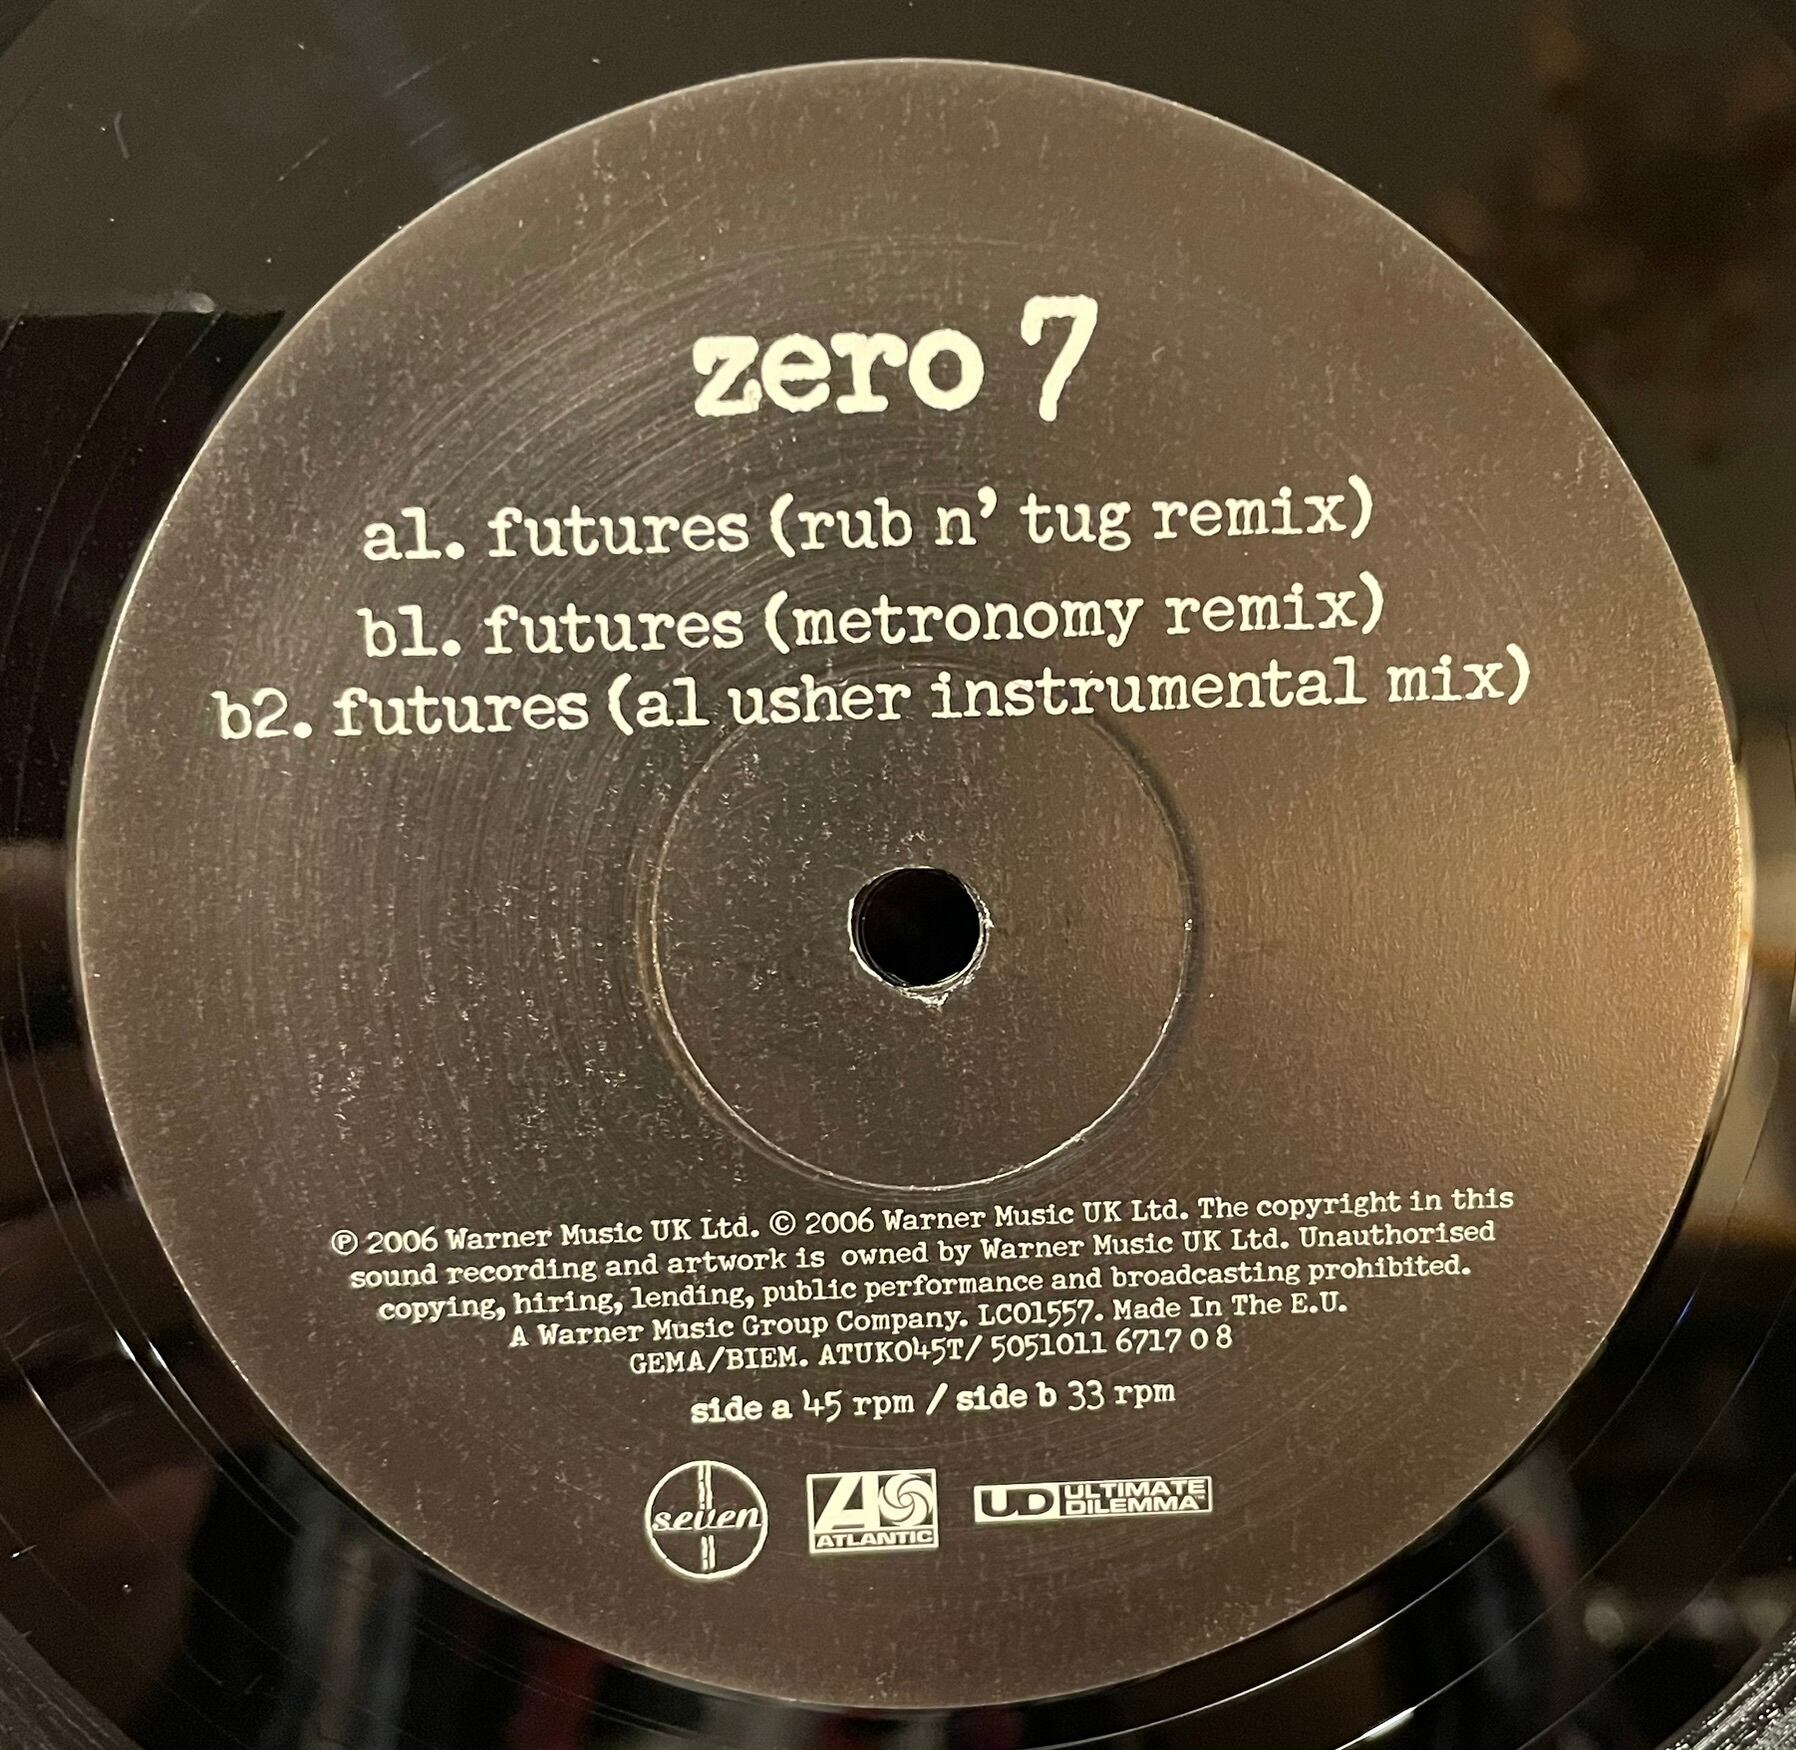 zero 7
a1. futures (rub n' tug remix)
b1. futures (metronomy remix)
b2. futures (al usher instrumental mix)
℗ 2006 Warner Music UK Ltd. © 2006 Warner Music UK Ltd. The copyright in this
sound recording and artwork is owned by Warner Music UK Ltd. Unauthorised
copying, hiring, lending, public performance and broadcasting prohibited.
A Warner Music Group Company. LC01557. Made In The E.U.
GEMA/BIEM. ATUK045T/ 5051011 6717 0 8
side a 45 rpm / side b 33 rpm
seven
A
ATLANTIC
UD ULTIMATE
DILEMMA™